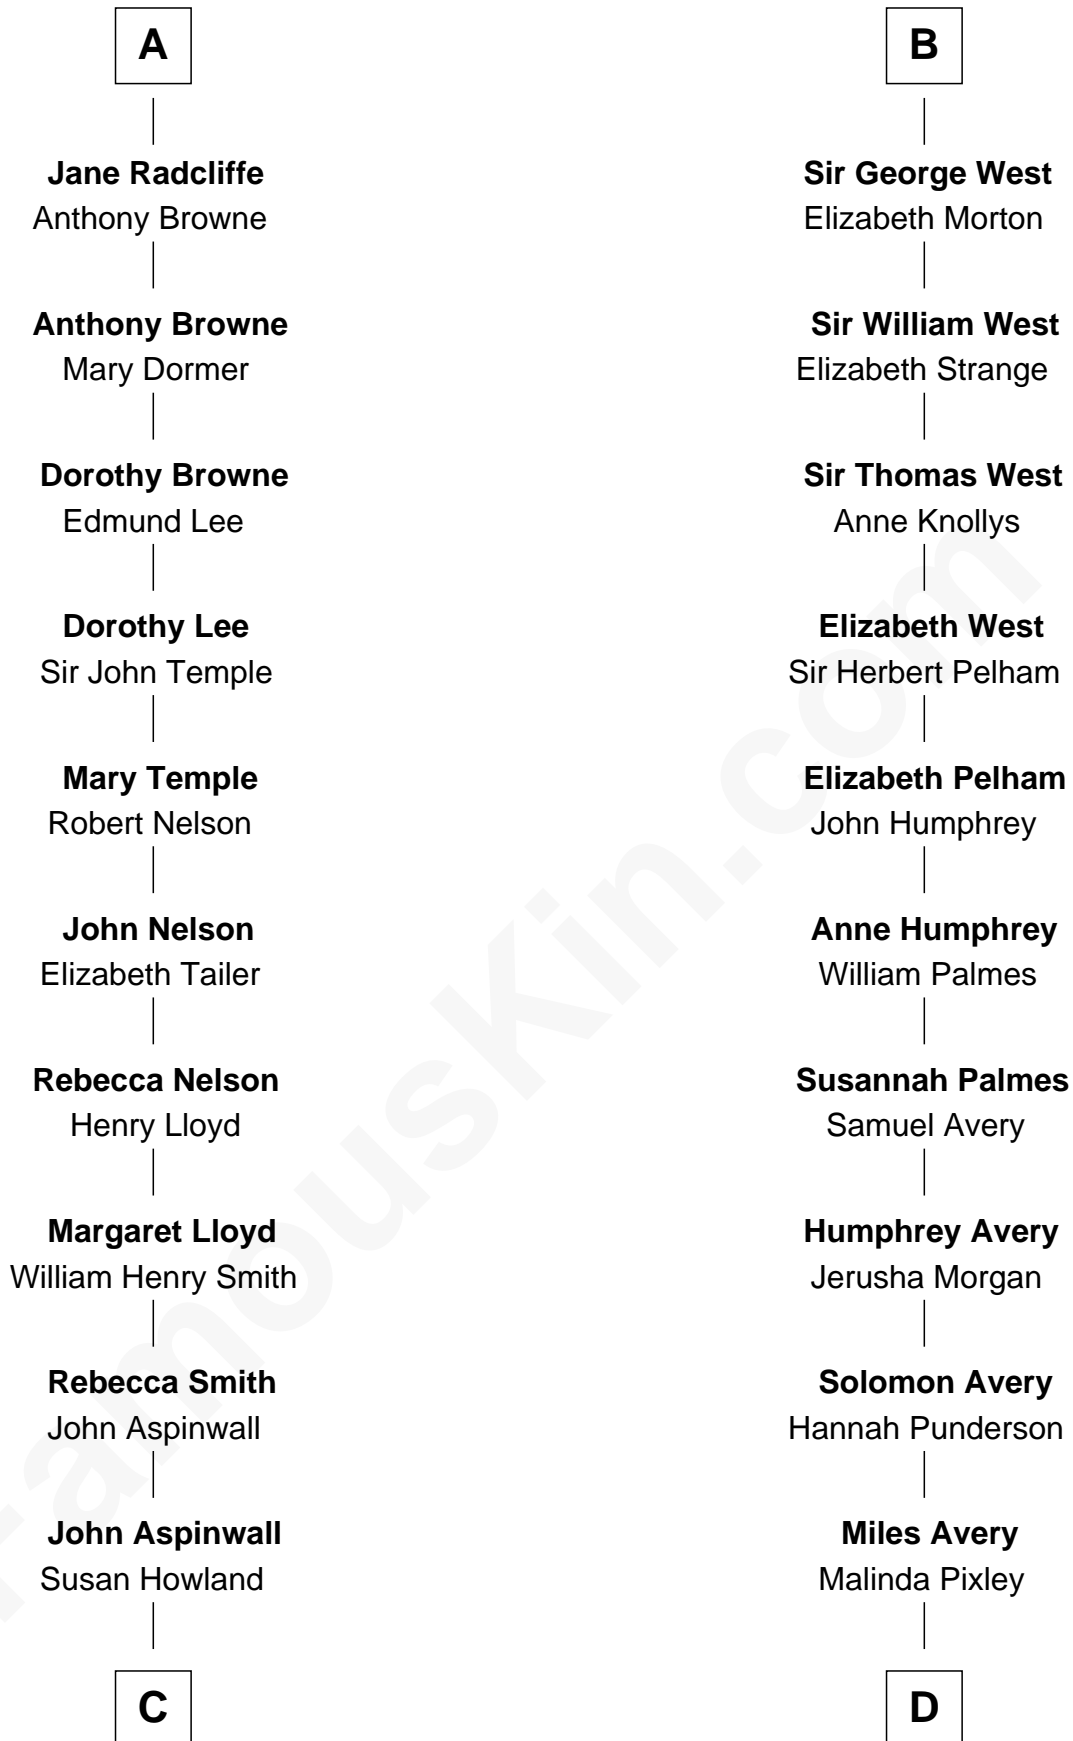 A
Jane Radcliffe
Anthony Browne
Anthony Browne
Mary Dormer
Dorothy Browne
Edmund Lee
Dorothy Lee
Sir John Temple
Mary Temple
Robert Nelson
John Nelson
Elizabeth Tailer
Rebecca Nelson
Henry Lloyd
Margaret Lloyd
William Henry Smith
Rebecca Smith
John Aspinwall
John Aspinwall
Susan Howland
C
B
Sir George West
Elizabeth Morton
Sir William West
Elizabeth Strange
Sir Thomas West
Anne Knollys
Elizabeth West
Sir Herbert Pelham
Elizabeth Pelham
John Humphrey
Anne Humphrey
William Palmes
Susannah Palmes
Samuel Avery
Humphrey Avery
Jerusha Morgan
Solomon Avery
Hannah Punderson
Miles Avery
Malinda Pixley
D
FamousKin.com